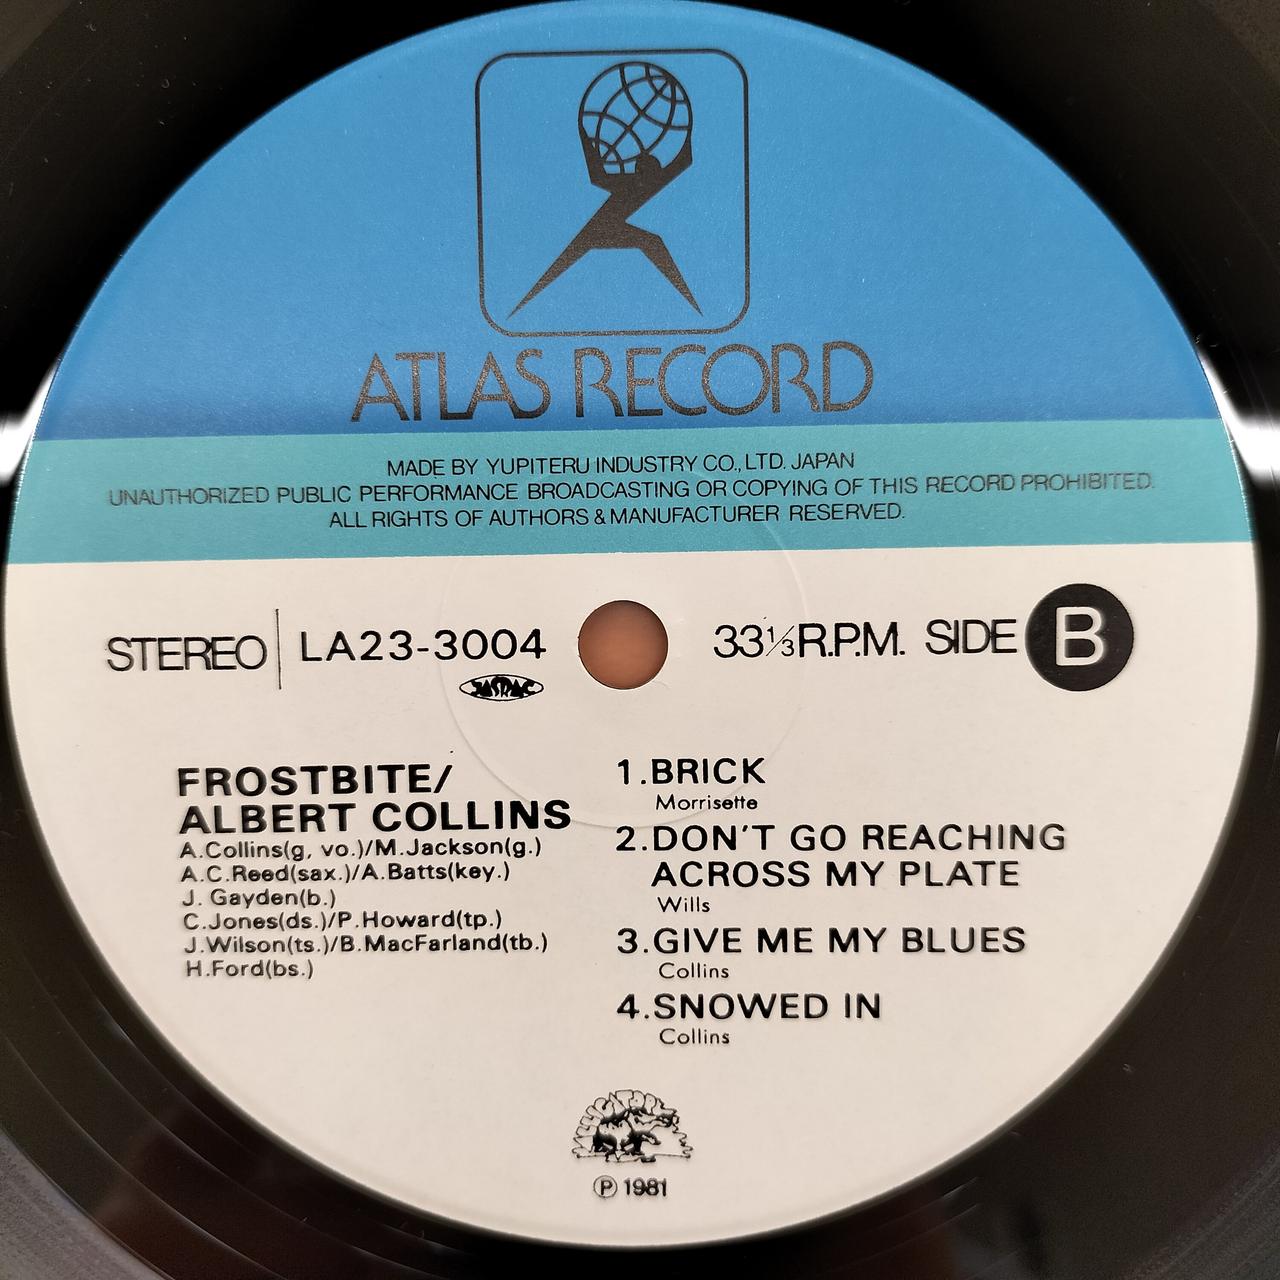 ATLAS RECORD
MADE BY YUPITERU INDUSTRY CO., LTD. JAPAN
UNAUTHORIZED PUBLIC PERFORMANCE BROADCASTING OR COPYING OF THIS RECORD PROHIBITED.
ALL RIGHTS OF AUTHORS & MANUFACTURER RESERVED.
STEREO LA23-3004 33⅓ R.P.M. SIDE B
JASRAC
FROSTBITE/
ALBERT COLLINS
A.Collins(g, vo.)/M.Jackson(g.)
A.C.Reed(sax.)/A.Batts(key.)
J. Gayden(b.)
C.Jones(ds.)/P.Howard(tp.)
J.Wilson(ts.)/B.MacFarland(tb.)
H.Ford(bs.)
1.BRICK
Morrisette
2.DON'T GO REACHING
ACROSS MY PLATE
Wills
3.GIVE ME MY BLUES
Collins
4.SNOWED IN
Collins
ALLIGATOR
Ⓟ 1981